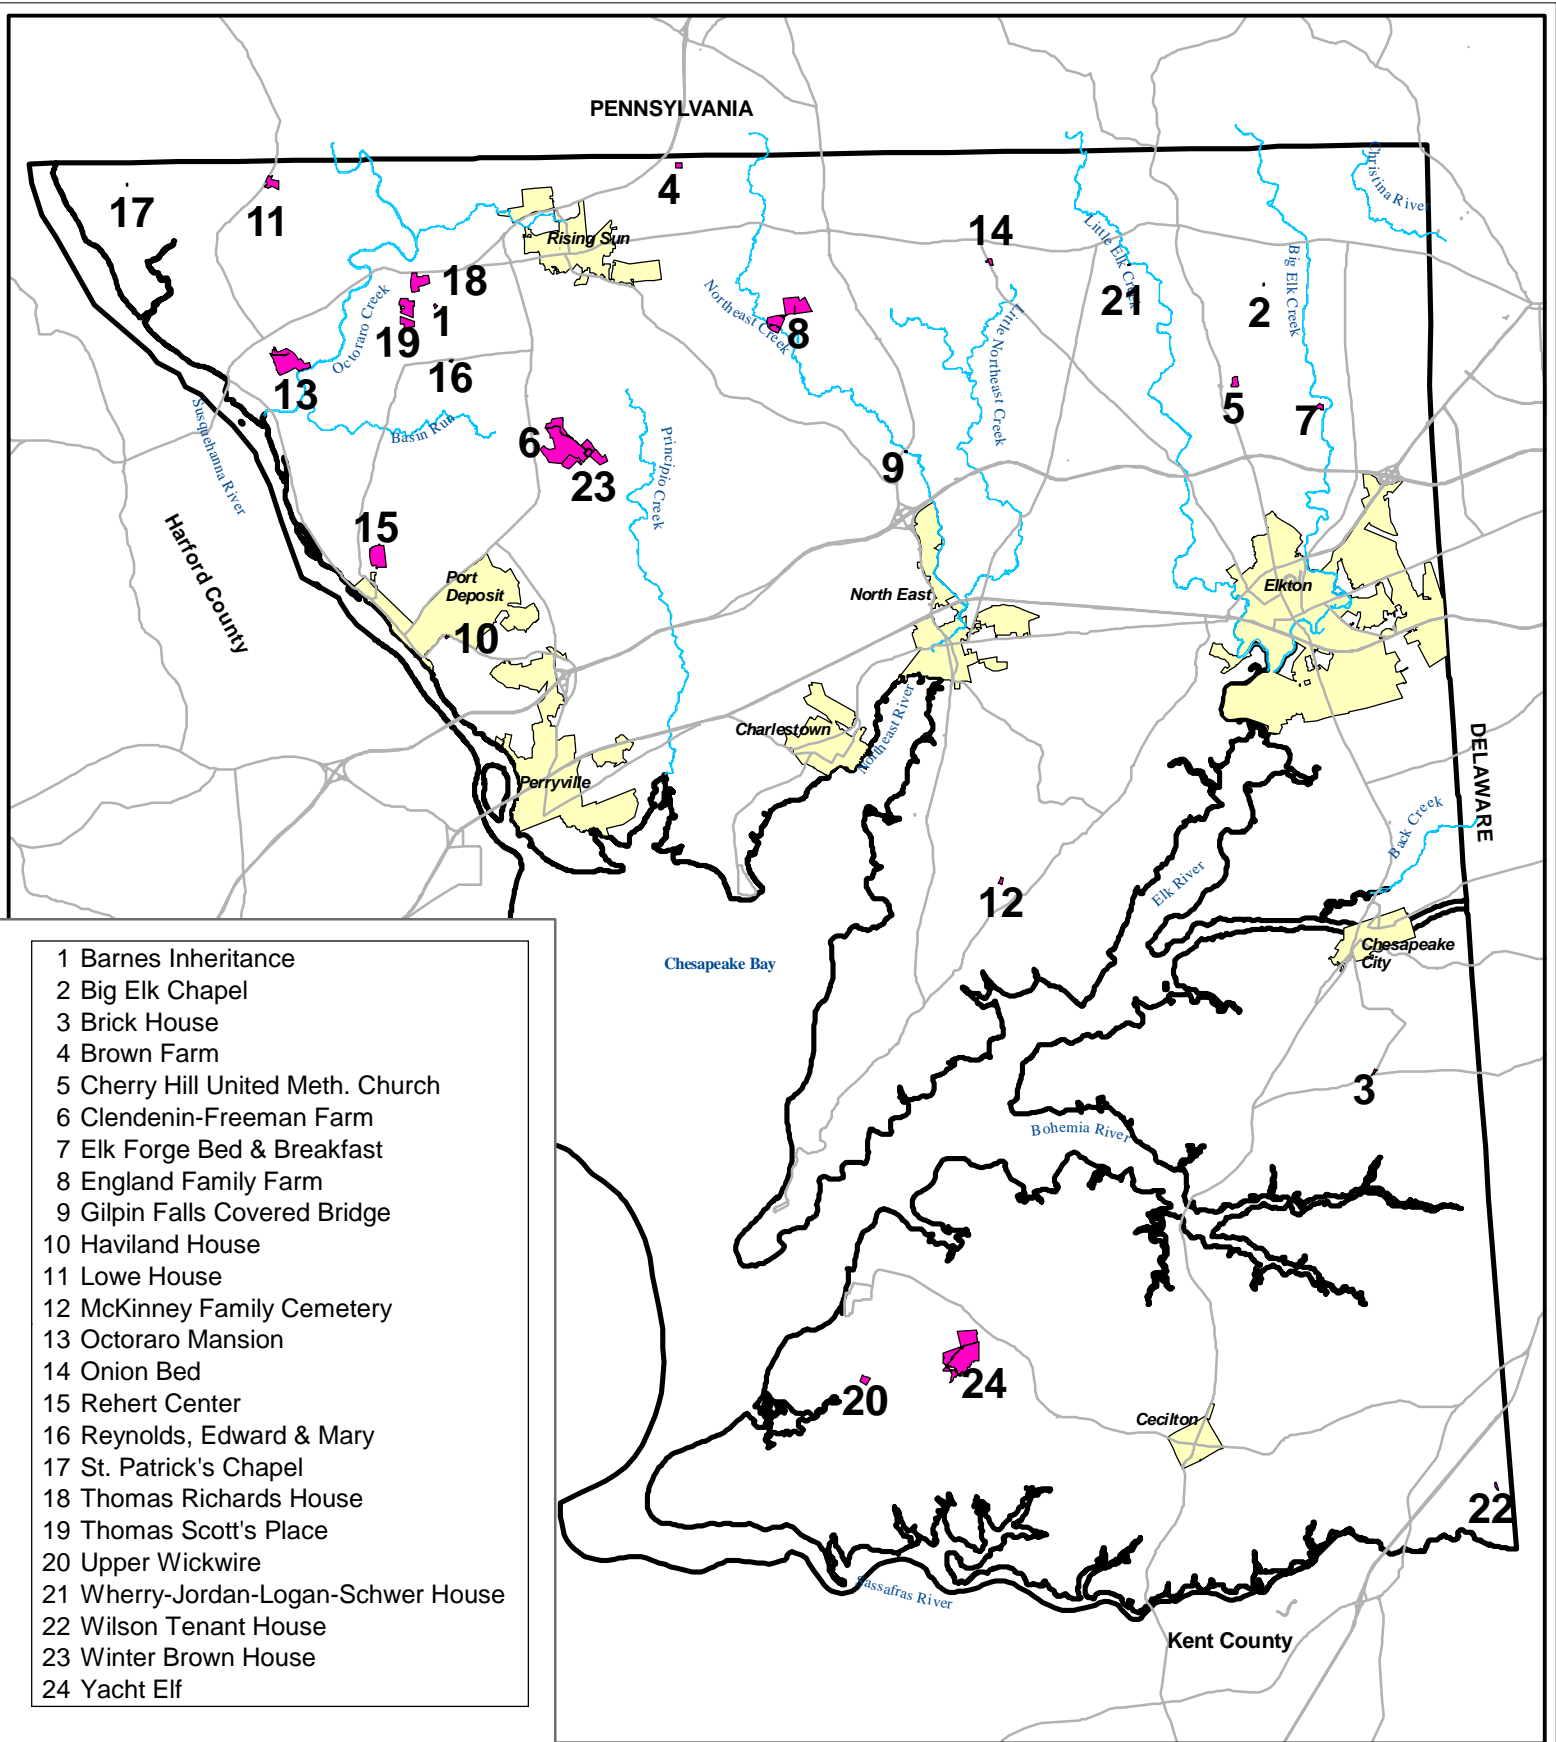 PENNSYLVANIA
Christina River
4
17
11
Rising Sun
14
Little Elk Creek
Big Elk Creek
18
Northeast Creek
Octoraro Creek
1
21
2
19
8
Little Northeast Creek
16
13
5
7
Susquehanna River
Basin Run
6
Principio Creek
9
23
15
Harford County
Port
Deposit
North East
Elkton
10
Charlestown
Northeast River
DELAWARE
Perryville
Back Creek
Elk River
12
Chesapeake Bay
Chesapeake
City
3
Bohemia River
20
24
Cecilton
22
Sassafras River
Kent County
1 Barnes Inheritance
2 Big Elk Chapel
3 Brick House
4 Brown Farm
5 Cherry Hill United Meth. Church
6 Clendenin-Freeman Farm
7 Elk Forge Bed & Breakfast
8 England Family Farm
9 Gilpin Falls Covered Bridge
10 Haviland House
11 Lowe House
12 McKinney Family Cemetery
13 Octoraro Mansion
14 Onion Bed
15 Rehert Center
16 Reynolds, Edward & Mary
17 St. Patrick's Chapel
18 Thomas Richards House
19 Thomas Scott's Place
20 Upper Wickwire
21 Wherry-Jordan-Logan-Schwer House
22 Wilson Tenant House
23 Winter Brown House
24 Yacht Elf